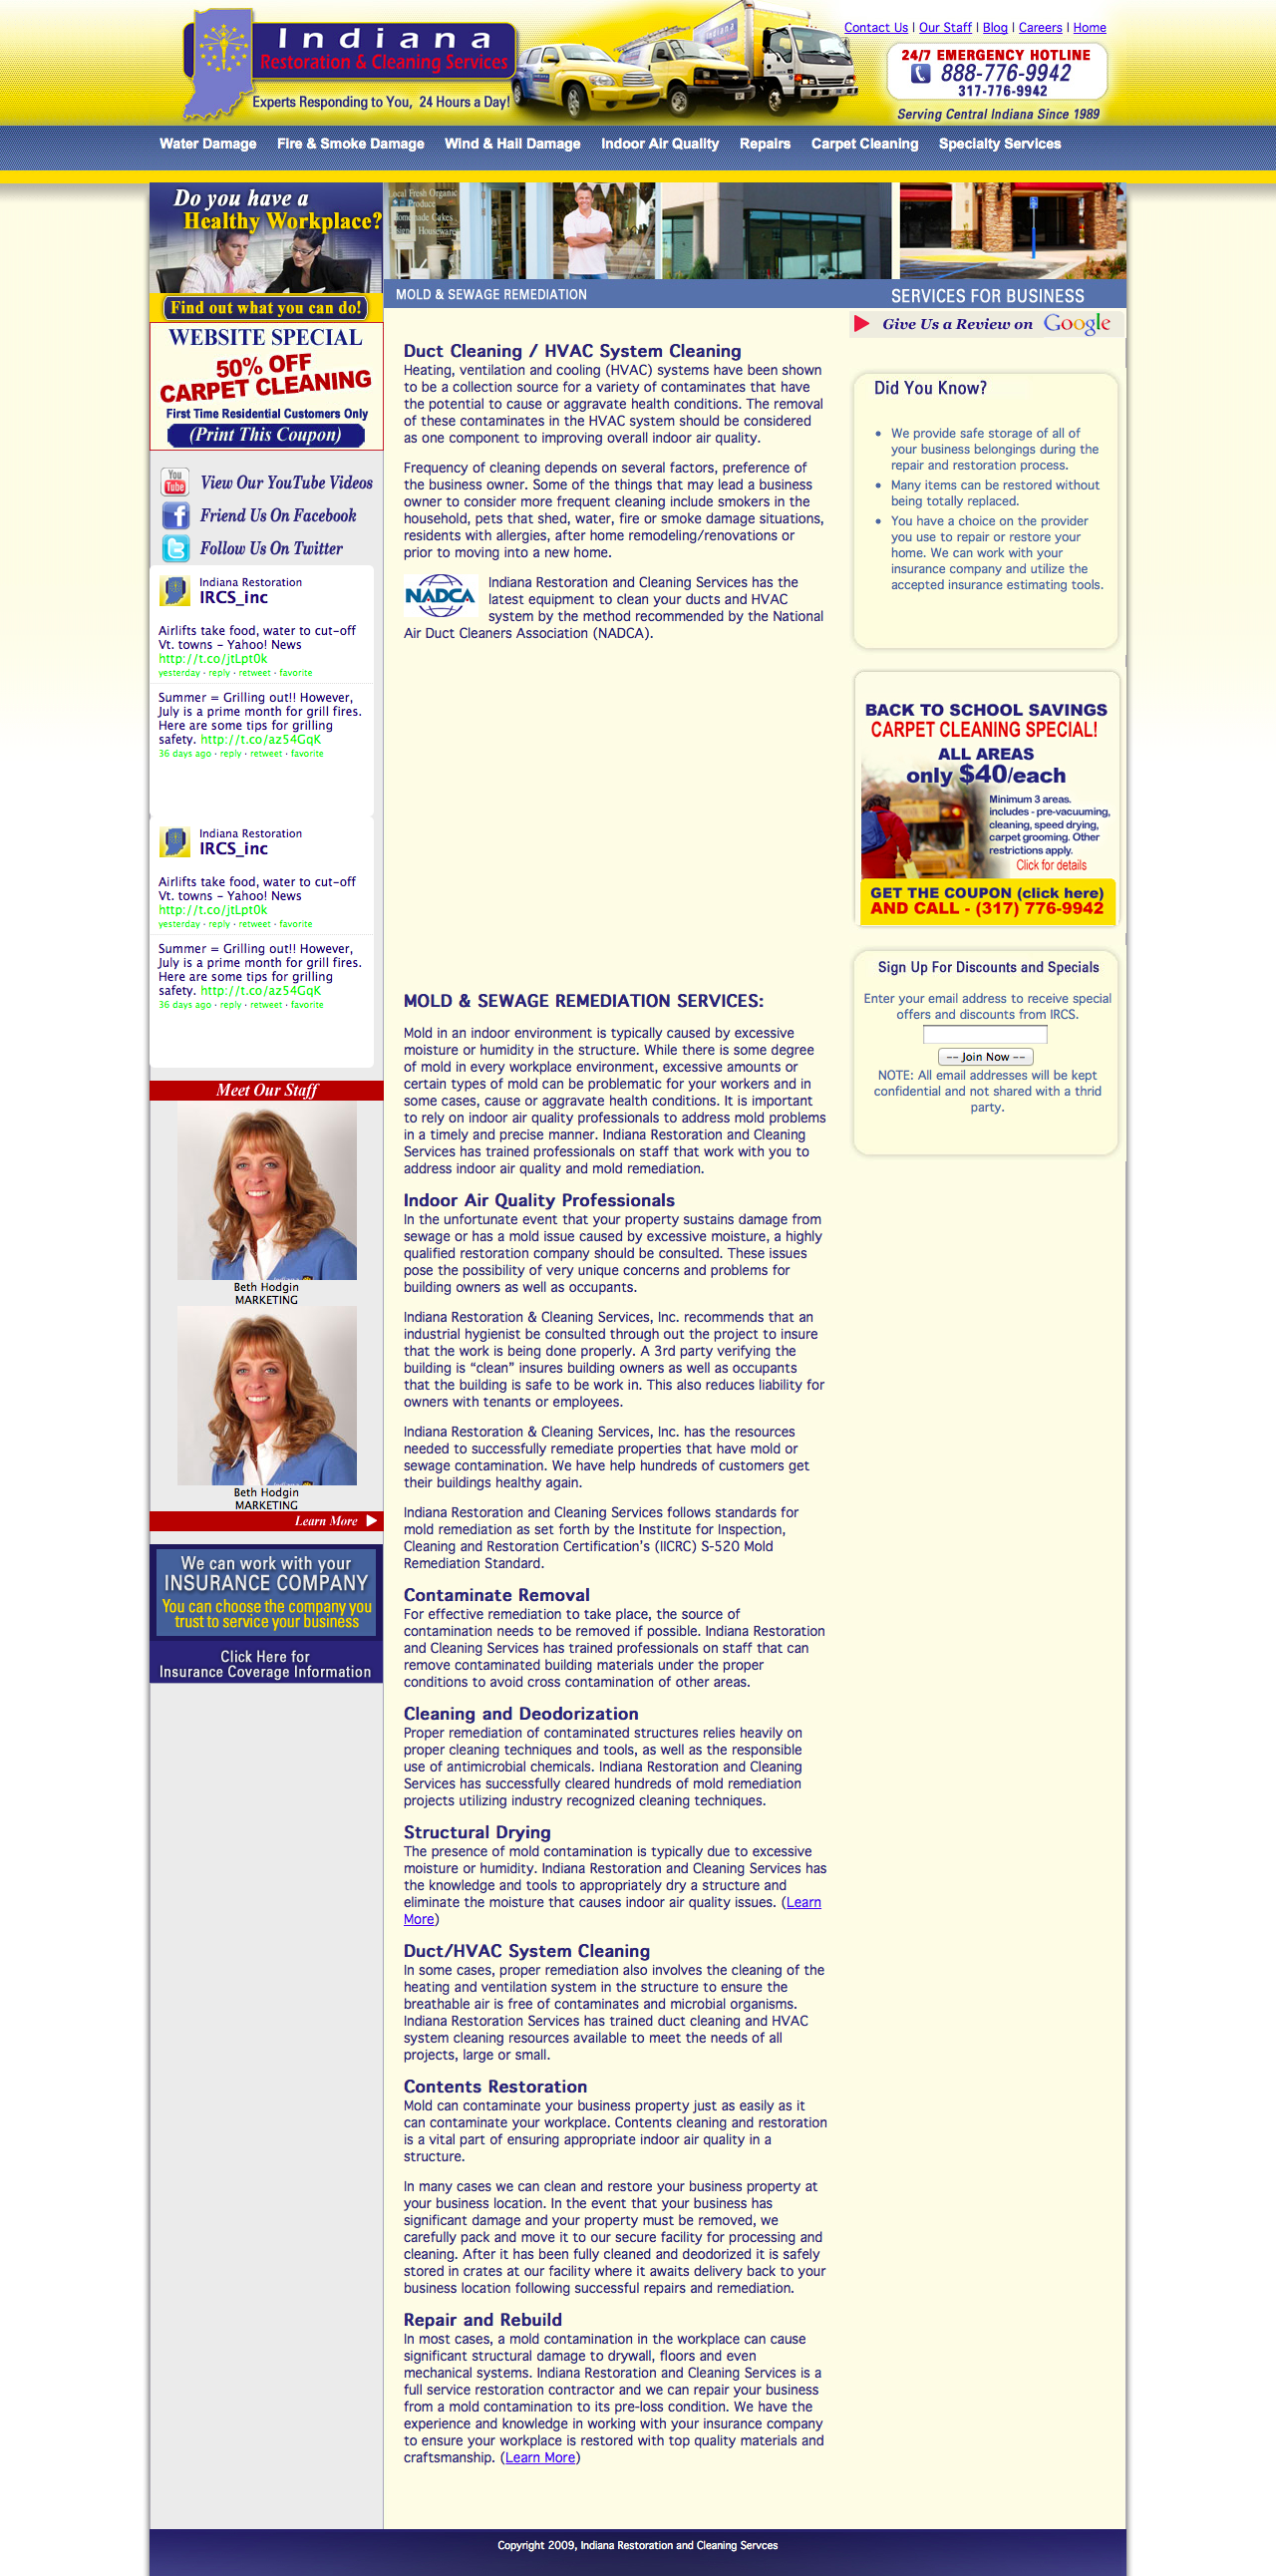 Indiana
Restoration & Cleaning Services
Experts Responding to You, 24 Hours a Day!
Contact Us | Our Staff | Blog | Careers | Home
24/7 EMERGENCY HOTLINE
888-776-9942
317-776-9942
Serving Central Indiana Since 1989
Water Damage Fire & Smoke Damage Wind & Hail Damage Indoor Air Quality Repairs Carpet Cleaning Specialty Services
Do you have a
Healthy Workplace?
Find out what you can do!
WEBSITE SPECIAL
50% OFF
CARPET CLEANING
First Time Residential Customers Only
(Print This Coupon)
You Tube
View Our YouTube Videos
Friend Us On Facebook
Follow Us On Twitter
Indiana Restoration
IRCS_inc
Airlifts take food, water to cut-off
Vt. towns - Yahoo! News
http://t.co/jtLpt0k
yesterday · reply · retweet · favorite
Summer = Grilling out!! However,
July is a prime month for grill fires.
Here are some tips for grilling
safety. http://t.co/az54GqK
36 days ago · reply · retweet · favorite
Indiana Restoration
IRCS_inc
Airlifts take food, water to cut-off
Vt. towns - Yahoo! News
http://t.co/jtLpt0k
yesterday · reply · retweet · favorite
Summer = Grilling out!! However,
July is a prime month for grill fires.
Here are some tips for grilling
safety. http://t.co/az54GqK
36 days ago · reply · retweet · favorite
Meet Our Staff
Beth Hodgin
MARKETING
Beth Hodgin
MARKETING
Learn More
We can work with your
INSURANCE COMPANY
You can choose the company you
trust to service your business
Click Here for
Insurance Coverage Information
Local Fresh Organic
Produce
Homemade Cakes
Designer Housewares
MOLD & SEWAGE REMEDIATION
SERVICES FOR BUSINESS
Duct Cleaning / HVAC System Cleaning
Heating, ventilation and cooling (HVAC) systems have been shown
to be a collection source for a variety of contaminates that have
the potential to cause or aggravate health conditions. The removal
of these contaminates in the HVAC system should be considered
as one component to improving overall indoor air quality.
Frequency of cleaning depends on several factors, preference of
the business owner. Some of the things that may lead a business
owner to consider more frequent cleaning include smokers in the
household, pets that shed, water, fire or smoke damage situations,
residents with allergies, after home remodeling/renovations or
prior to moving into a new home.
NADCA
Indiana Restoration and Cleaning Services has the
latest equipment to clean your ducts and HVAC
system by the method recommended by the National
Air Duct Cleaners Association (NADCA).
MOLD & SEWAGE REMEDIATION SERVICES:
Mold in an indoor environment is typically caused by excessive
moisture or humidity in the structure. While there is some degree
of mold in every workplace environment, excessive amounts or
certain types of mold can be problematic for your workers and in
some cases, cause or aggravate health conditions. It is important
to rely on indoor air quality professionals to address mold problems
in a timely and precise manner. Indiana Restoration and Cleaning
Services has trained professionals on staff that work with you to
address indoor air quality and mold remediation.
Indoor Air Quality Professionals
In the unfortunate event that your property sustains damage from
sewage or has a mold issue caused by excessive moisture, a highly
qualified restoration company should be consulted. These issues
pose the possibility of very unique concerns and problems for
building owners as well as occupants.
Indiana Restoration & Cleaning Services, Inc. recommends that an
industrial hygienist be consulted through out the project to insure
that the work is being done properly. A 3rd party verifying the
building is “clean” insures building owners as well as occupants
that the building is safe to be work in. This also reduces liability for
owners with tenants or employees.
Indiana Restoration & Cleaning Services, Inc. has the resources
needed to successfully remediate properties that have mold or
sewage contamination. We have help hundreds of customers get
their buildings healthy again.
Indiana Restoration and Cleaning Services follows standards for
mold remediation as set forth by the Institute for Inspection,
Cleaning and Restoration Certification’s (IICRC) S-520 Mold
Remediation Standard.
Contaminate Removal
For effective remediation to take place, the source of
contamination needs to be removed if possible. Indiana Restoration
and Cleaning Services has trained professionals on staff that can
remove contaminated building materials under the proper
conditions to avoid cross contamination of other areas.
Cleaning and Deodorization
Proper remediation of contaminated structures relies heavily on
proper cleaning techniques and tools, as well as the responsible
use of antimicrobial chemicals. Indiana Restoration and Cleaning
Services has successfully cleared hundreds of mold remediation
projects utilizing industry recognized cleaning techniques.
Structural Drying
The presence of mold contamination is typically due to excessive
moisture or humidity. Indiana Restoration and Cleaning Services has
the knowledge and tools to appropriately dry a structure and
eliminate the moisture that causes indoor air quality issues. (Learn
More)
Duct/HVAC System Cleaning
In some cases, proper remediation also involves the cleaning of the
heating and ventilation system in the structure to ensure the
breathable air is free of contaminates and microbial organisms.
Indiana Restoration Services has trained duct cleaning and HVAC
system cleaning resources available to meet the needs of all
projects, large or small.
Contents Restoration
Mold can contaminate your business property just as easily as it
can contaminate your workplace. Contents cleaning and restoration
is a vital part of ensuring appropriate indoor air quality in a
structure.
In many cases we can clean and restore your business property at
your business location. In the event that your business has
significant damage and your property must be removed, we
carefully pack and move it to our secure facility for processing and
cleaning. After it has been fully cleaned and deodorized it is safely
stored in crates at our facility where it awaits delivery back to your
business location following successful repairs and remediation.
Repair and Rebuild
In most cases, a mold contamination in the workplace can cause
significant structural damage to drywall, floors and even
mechanical systems. Indiana Restoration and Cleaning Services is a
full service restoration contractor and we can repair your business
from a mold contamination to its pre-loss condition. We have the
experience and knowledge in working with your insurance company
to ensure your workplace is restored with top quality materials and
craftsmanship. (Learn More)
Give Us a Review on Google
Did You Know?
• We provide safe storage of all of
your business belongings during the
repair and restoration process.
• Many items can be restored without
being totally replaced.
• You have a choice on the provider
you use to repair or restore your
home. We can work with your
insurance company and utilize the
accepted insurance estimating tools.
BACK TO SCHOOL SAVINGS
CARPET CLEANING SPECIAL!
ALL AREAS
only $40/each
Minimum 3 areas.
includes - pre-vacuuming,
cleaning, speed drying,
carpet grooming. Other
restrictions apply.
Click for details
GET THE COUPON (click here)
AND CALL - (317) 776-9942
Sign Up For Discounts and Specials
Enter your email address to receive special
offers and discounts from IRCS.
-- Join Now --
NOTE: All email addresses will be kept
confidential and not shared with a thrid
party.
Copyright 2009, Indiana Restoration and Cleaning Servces